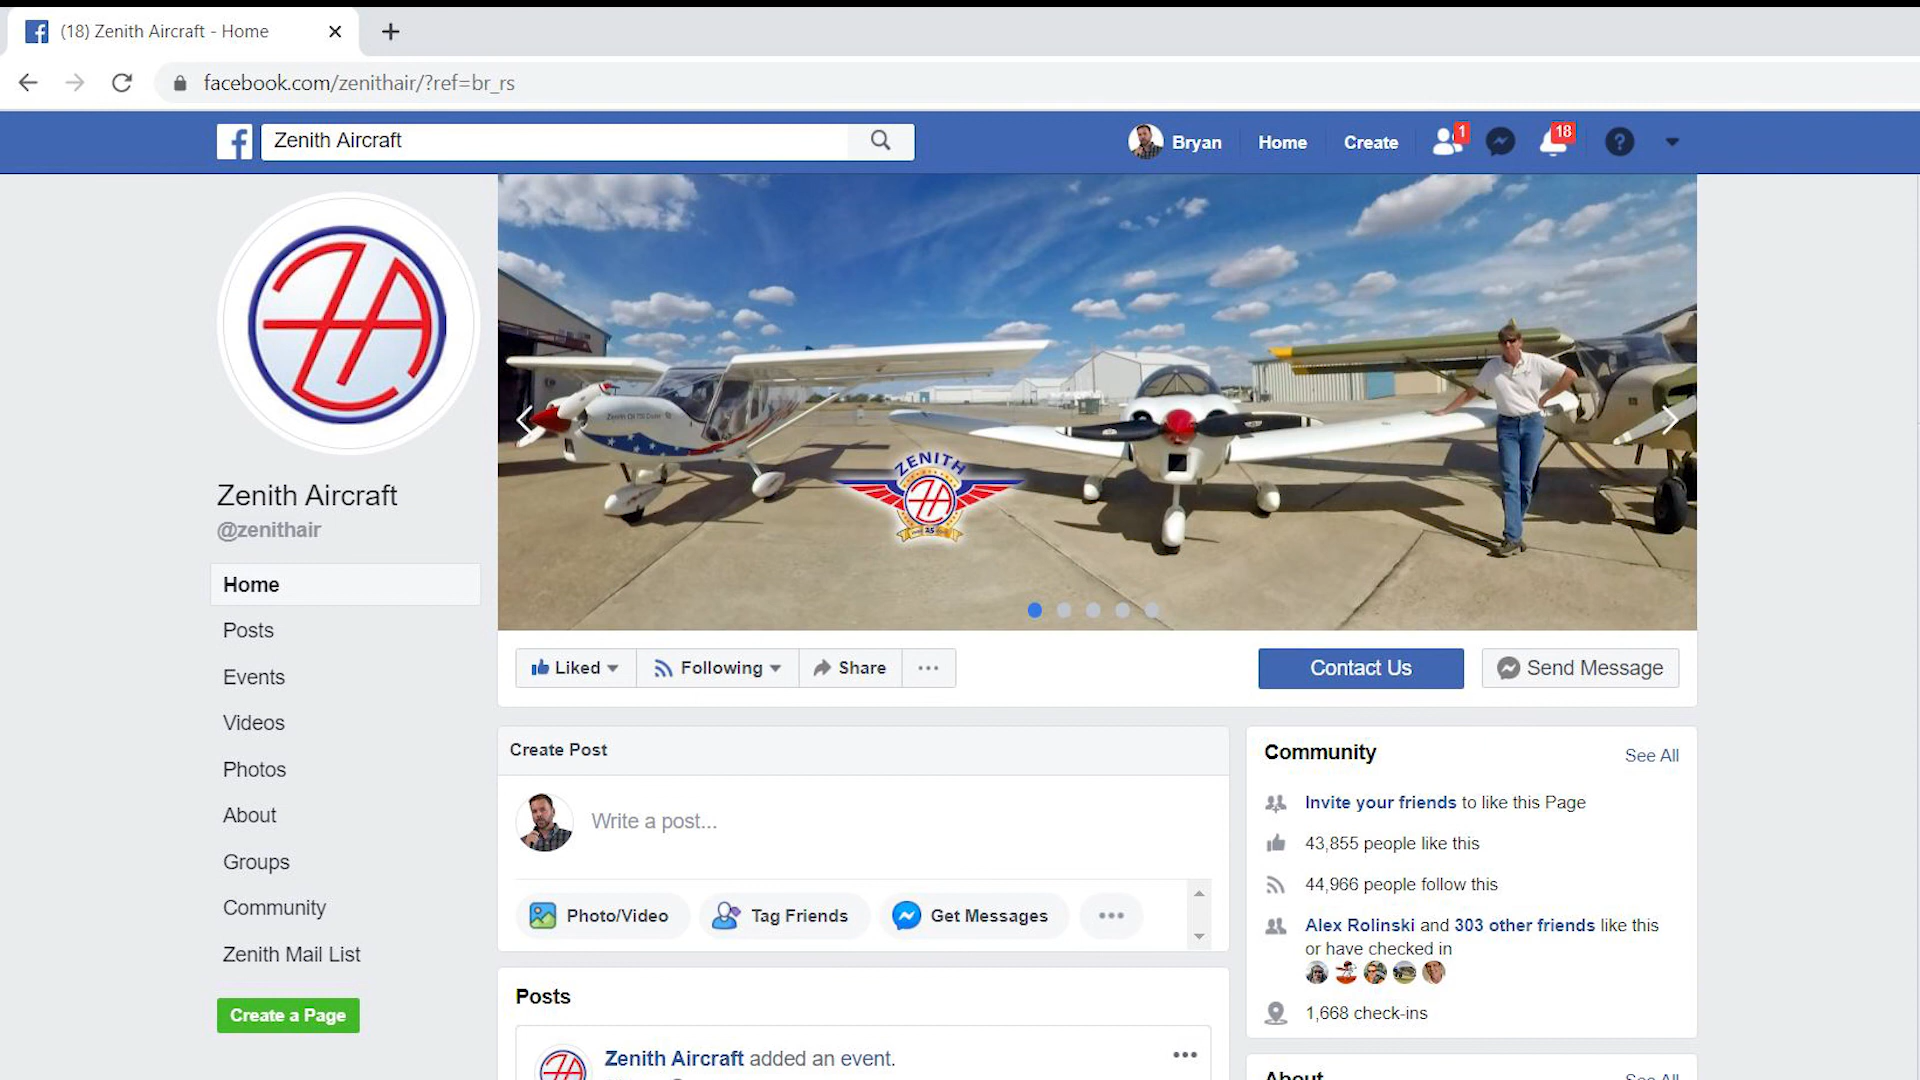 (18) Zenith Aircraft - Home
facebook.com/zenithair/?ref=br_rs
Zenith Aircraft
Bryan
Home
Create
1
18
ZENITH
25
Zenith Aircraft
@zenithair
Home
Posts
Events
Videos
Photos
About
Groups
Community
Zenith Mail List
Create a Page
Liked
Following
Share
Contact Us
Send Message
Create Post
Write a post...
Photo/Video
Tag Friends
Get Messages
Posts
Zenith Aircraft added an event.
Community
See All
Invite your friends to like this Page
43,855 people like this
44,966 people follow this
Alex Rolinski and 303 other friends like this
or have checked in
1,668 check-ins
About
See All